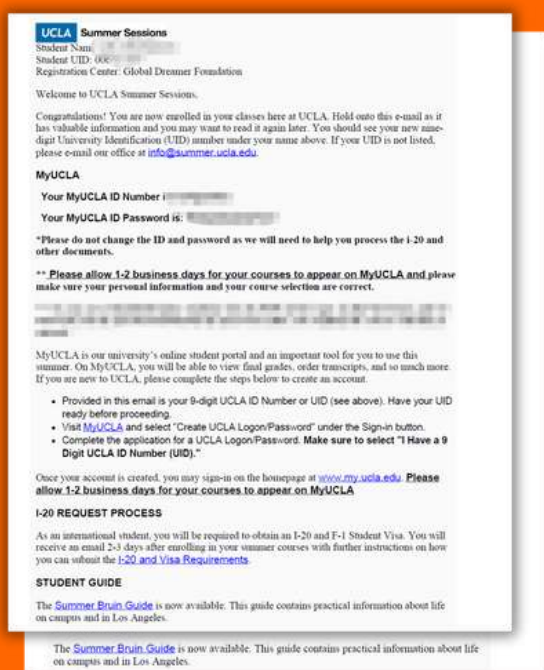 UCLA Summer Sessions
Student Nam
Student UID: 00
Registration Center: Global Dreamer Foundation
Welcome to UCLA Summer Sessions,
Congratulations! You are now enrolled in your classes here at UCLA. Hold onto this e-mail as it
has valuable information and you may want to read it again later. You should see your new nine-
digit University Identification (UID) number under your name above. If your UID is not listed,
please e-mail our office at info@summer.ucla.edu.
MyUCLA
Your MyUCLA ID Number i
Your MyUCLA ID Password is:
*Please do not change the ID and password as we will need to help you process the i-20 and
other documents.
** Please allow 1-2 business days for your courses to appear on MyUCLA and please
make sure your personal information and your course selection are correct.
MyUCLA is our university's online student portal and an important tool for you to use this
summer. On MyUCLA, you will be able to view final grades, order transcripts, and so much more.
If you are new to UCLA, please complete the steps below to create an account.
• Provided in this email is your 9-digit UCLA ID Number or UID (see above). Have your UID
ready before proceeding.
• Visit MyUCLA and select "Create UCLA Logon/Password" under the Sign-in button.
• Complete the application for a UCLA Logon/Password. Make sure to select "I Have a 9
Digit UCLA ID Number (UID)."
Once your account is created, you may sign-in on the homepage at www.my.ucla.edu. Please
allow 1-2 business days for your courses to appear on MyUCLA
I-20 REQUEST PROCESS
As an international student, you will be required to obtain an I-20 and F-1 Student Visa. You will
receive an email 2-3 days after enrolling in your summer courses with further instructions on how
you can submit the I-20 and Visa Requirements.
STUDENT GUIDE
The Summer Bruin Guide is now available. This guide contains practical information about life
on campus and in Los Angeles.
The Summer Bruin Guide is now available. This guide contains practical information about life
on campus and in Los Angeles.